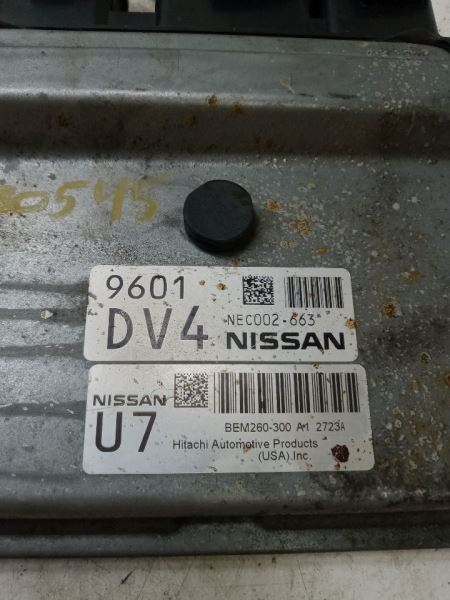 0545
9601
DV4
NEC002-663
NISSAN
NISSAN
U7
BEM260-300 A1 2723A
Hitachi Automotive Products
(USA).Inc.